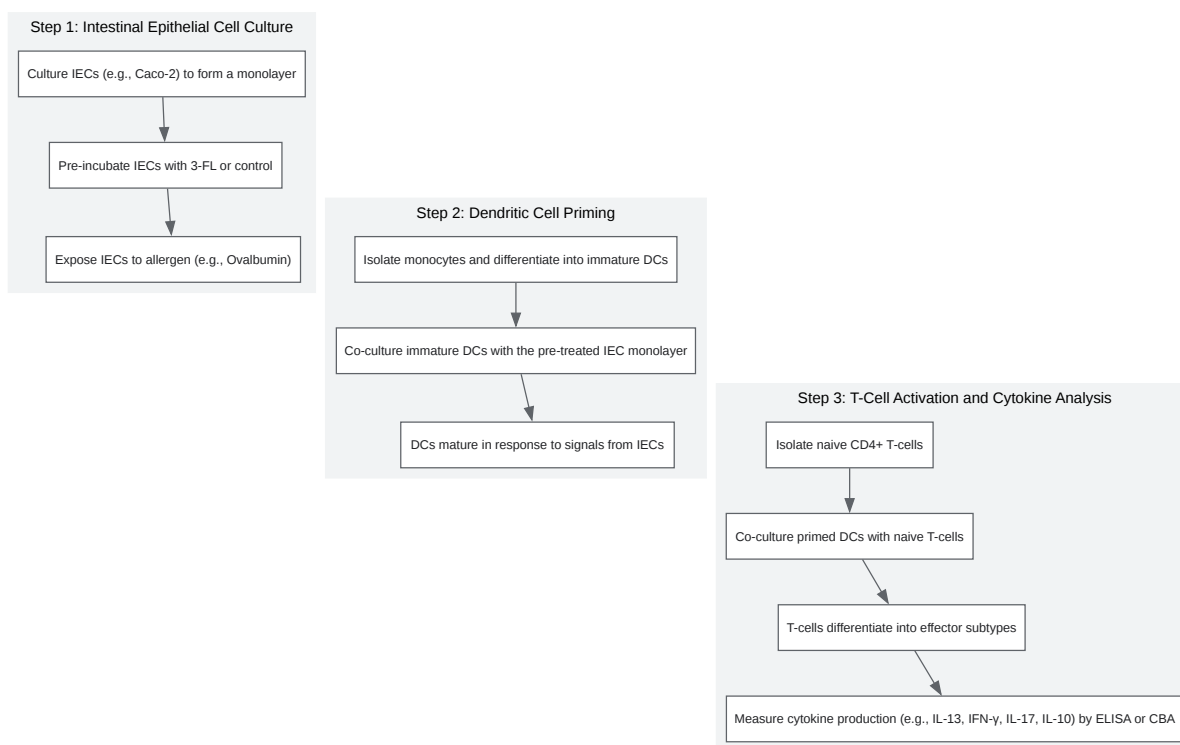 Step 1: Intestinal Epithelial Cell Culture
Culture IECs (e.g., Caco-2) to form a monolayer
Pre-incubate IECs with 3-FL or control
Expose IECs to allergen (e.g., Ovalbumin)
Step 2: Dendritic Cell Priming
Isolate monocytes and differentiate into immature DCs
Co-culture immature DCs with the pre-treated IEC monolayer
DCs mature in response to signals from IECs
Step 3: T-Cell Activation and Cytokine Analysis
Isolate naive CD4+ T-cells
Co-culture primed DCs with naive T-cells
T-cells differentiate into effector subtypes
Measure cytokine production (e.g., IL-13, IFN-γ, IL-17, IL-10) by ELISA or CBA